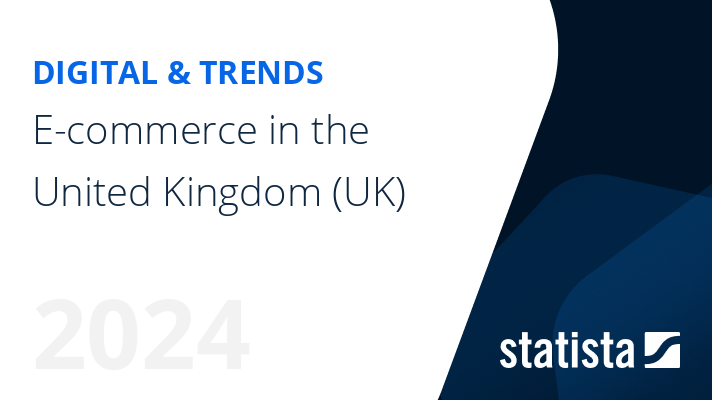 DIGITAL & TRENDS
E-commerce in the
United Kingdom (UK)
2024
statista